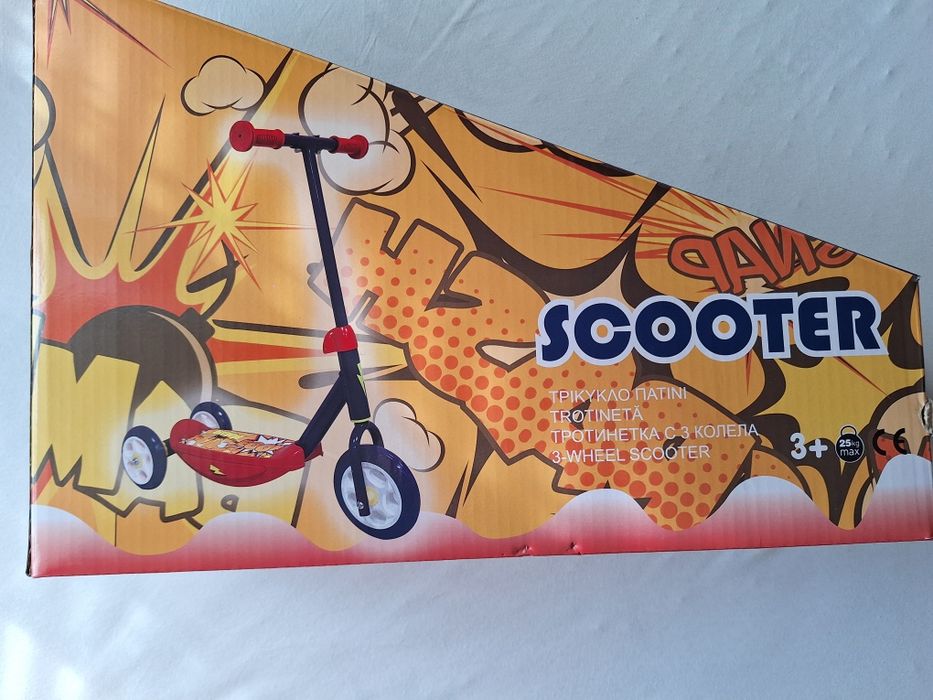 SNAP
SCOOTER
ΤΡΙΚΥΚΛΟ ΠΑΤΙΝΙ
TROTINETĂ
ТРОТИНЕТКА С 3 КОЛЕЛА
3-WHEEL SCOOTER
3+
25kg
max
CE